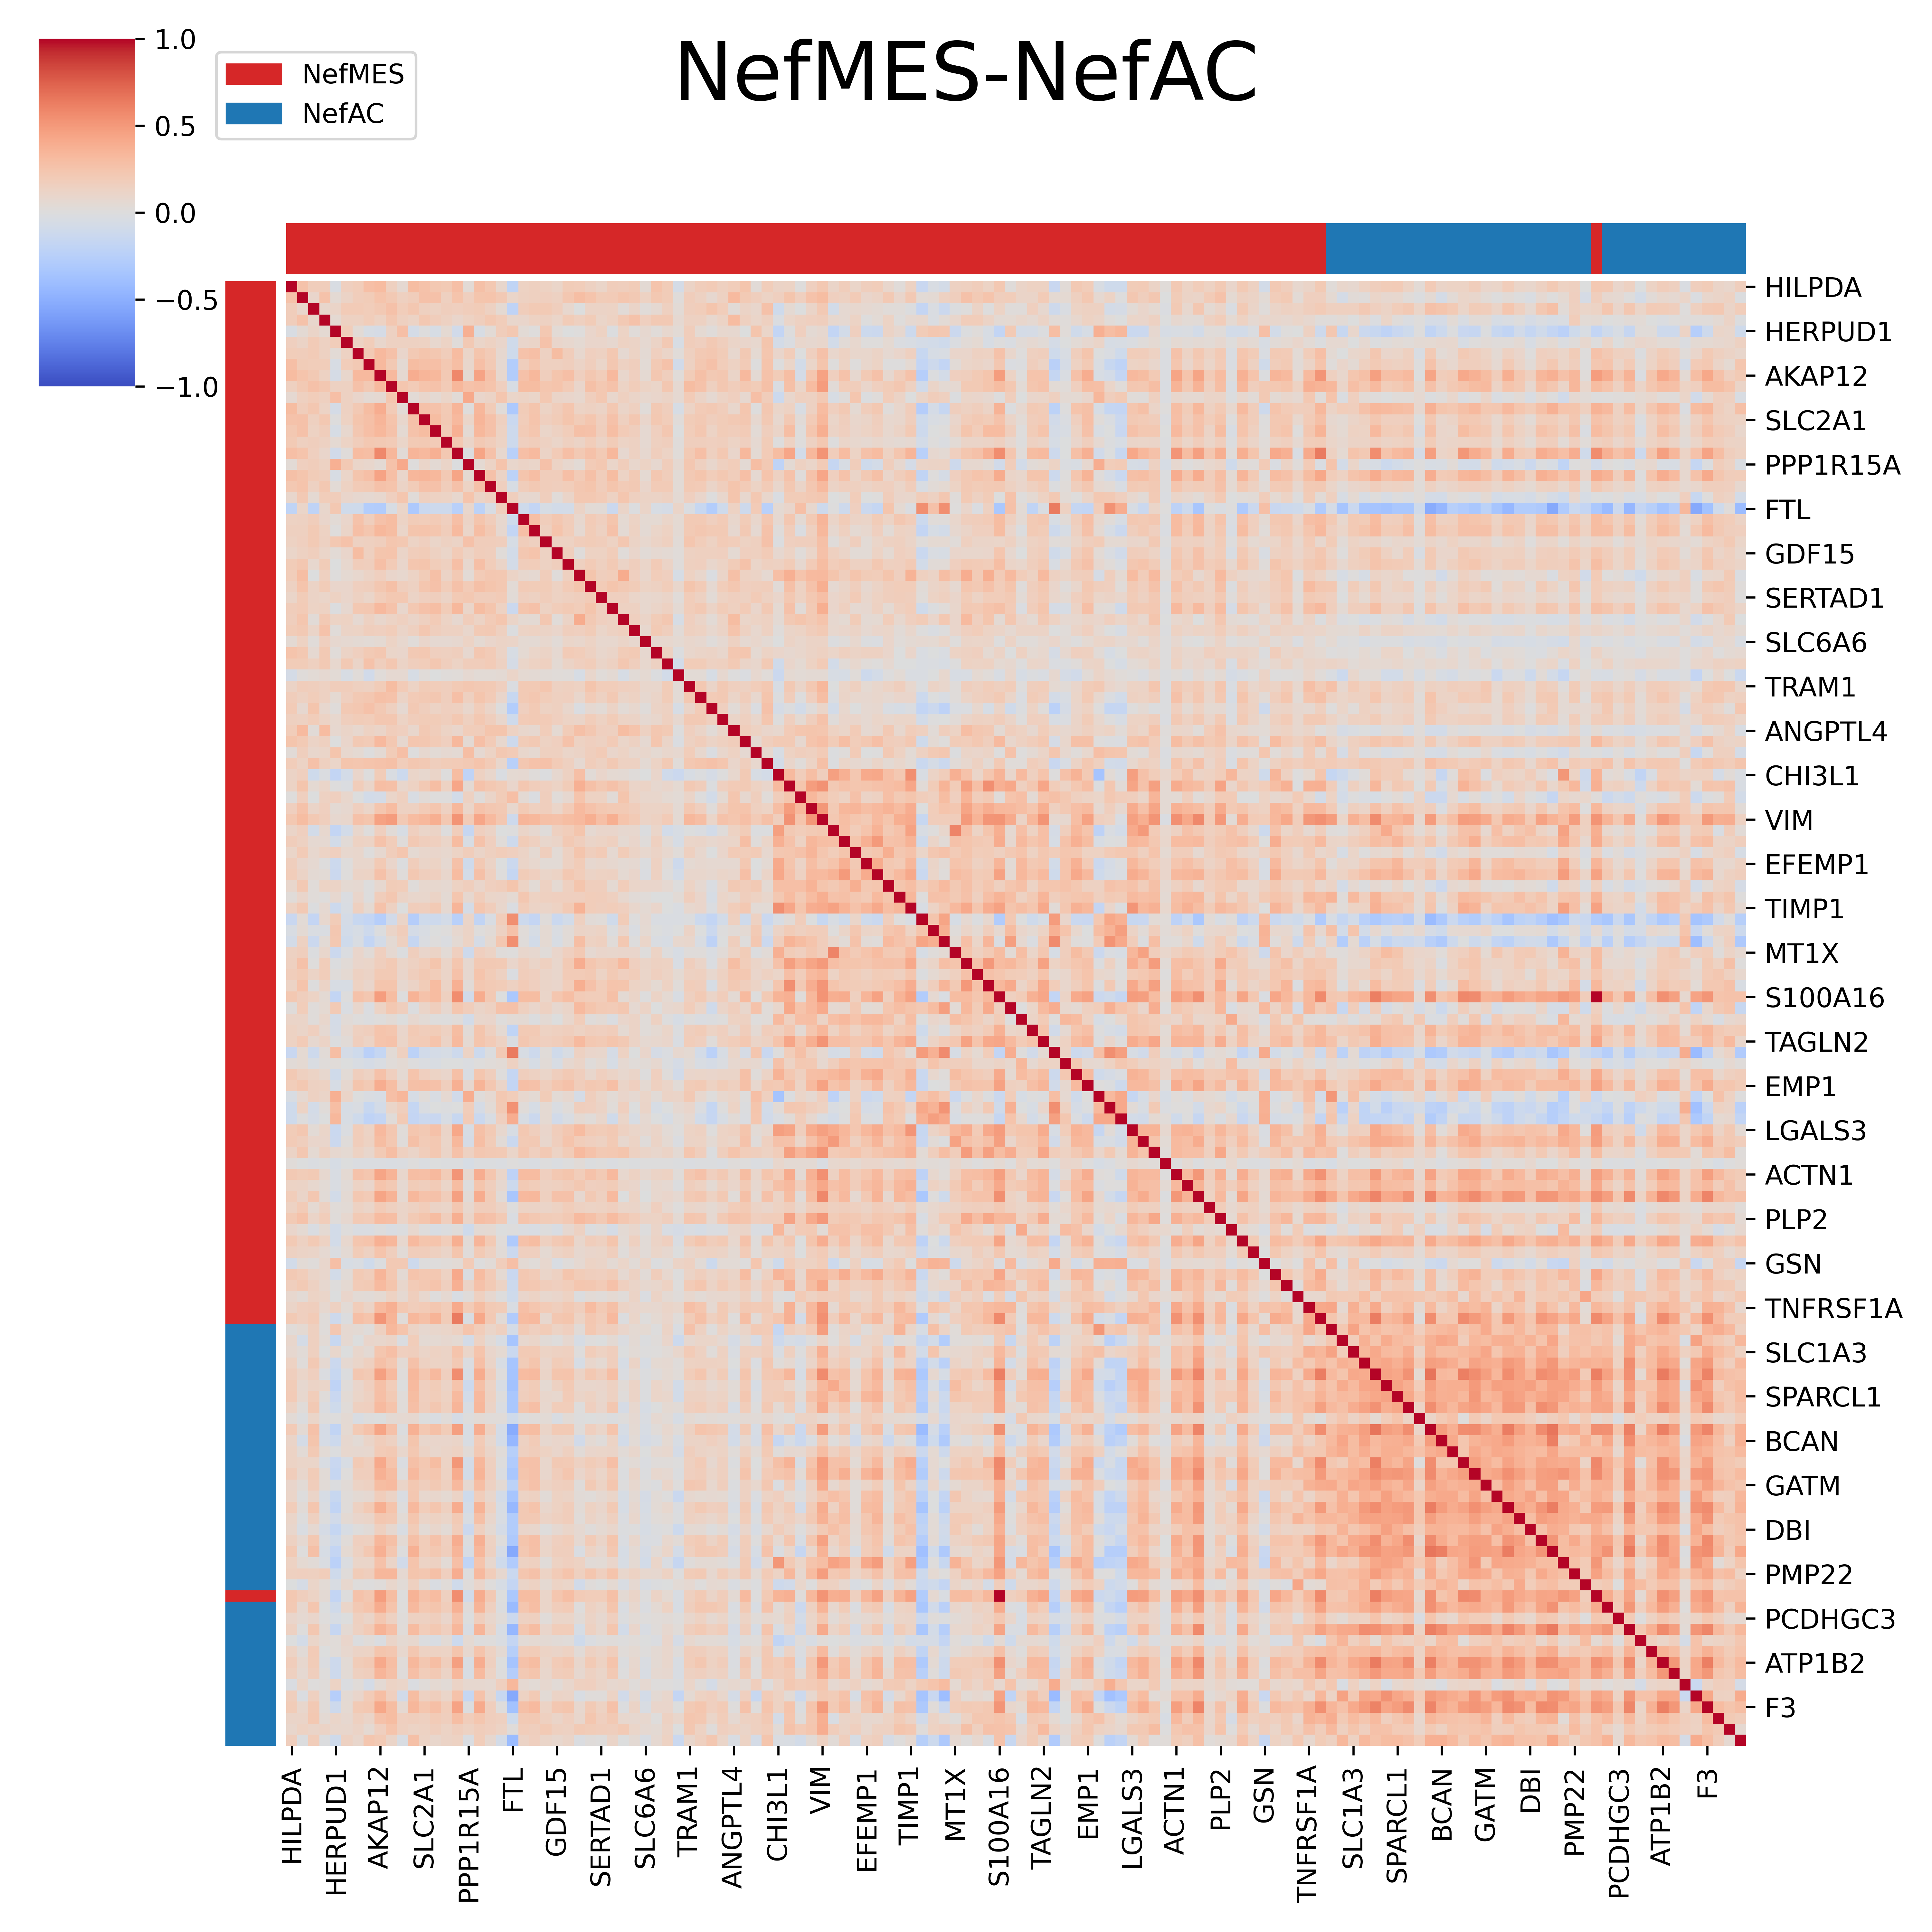 NefMES-NefAC
1.0
0.5
0.0
−0.5
−1.0
NefMES
NefAC
HILPDA
HERPUD1
AKAP12
SLC2A1
PPP1R15A
FTL
GDF15
SERTAD1
SLC6A6
TRAM1
ANGPTL4
CHI3L1
VIM
EFEMP1
TIMP1
MT1X
S100A16
TAGLN2
EMP1
LGALS3
ACTN1
PLP2
GSN
TNFRSF1A
SLC1A3
SPARCL1
BCAN
GATM
DBI
PMP22
PCDHGC3
ATP1B2
F3
HILPDA
HERPUD1
AKAP12
SLC2A1
PPP1R15A
FTL
GDF15
SERTAD1
SLC6A6
TRAM1
ANGPTL4
CHI3L1
VIM
EFEMP1
TIMP1
MT1X
S100A16
TAGLN2
EMP1
LGALS3
ACTN1
PLP2
GSN
TNFRSF1A
SLC1A3
SPARCL1
BCAN
GATM
DBI
PMP22
PCDHGC3
ATP1B2
F3